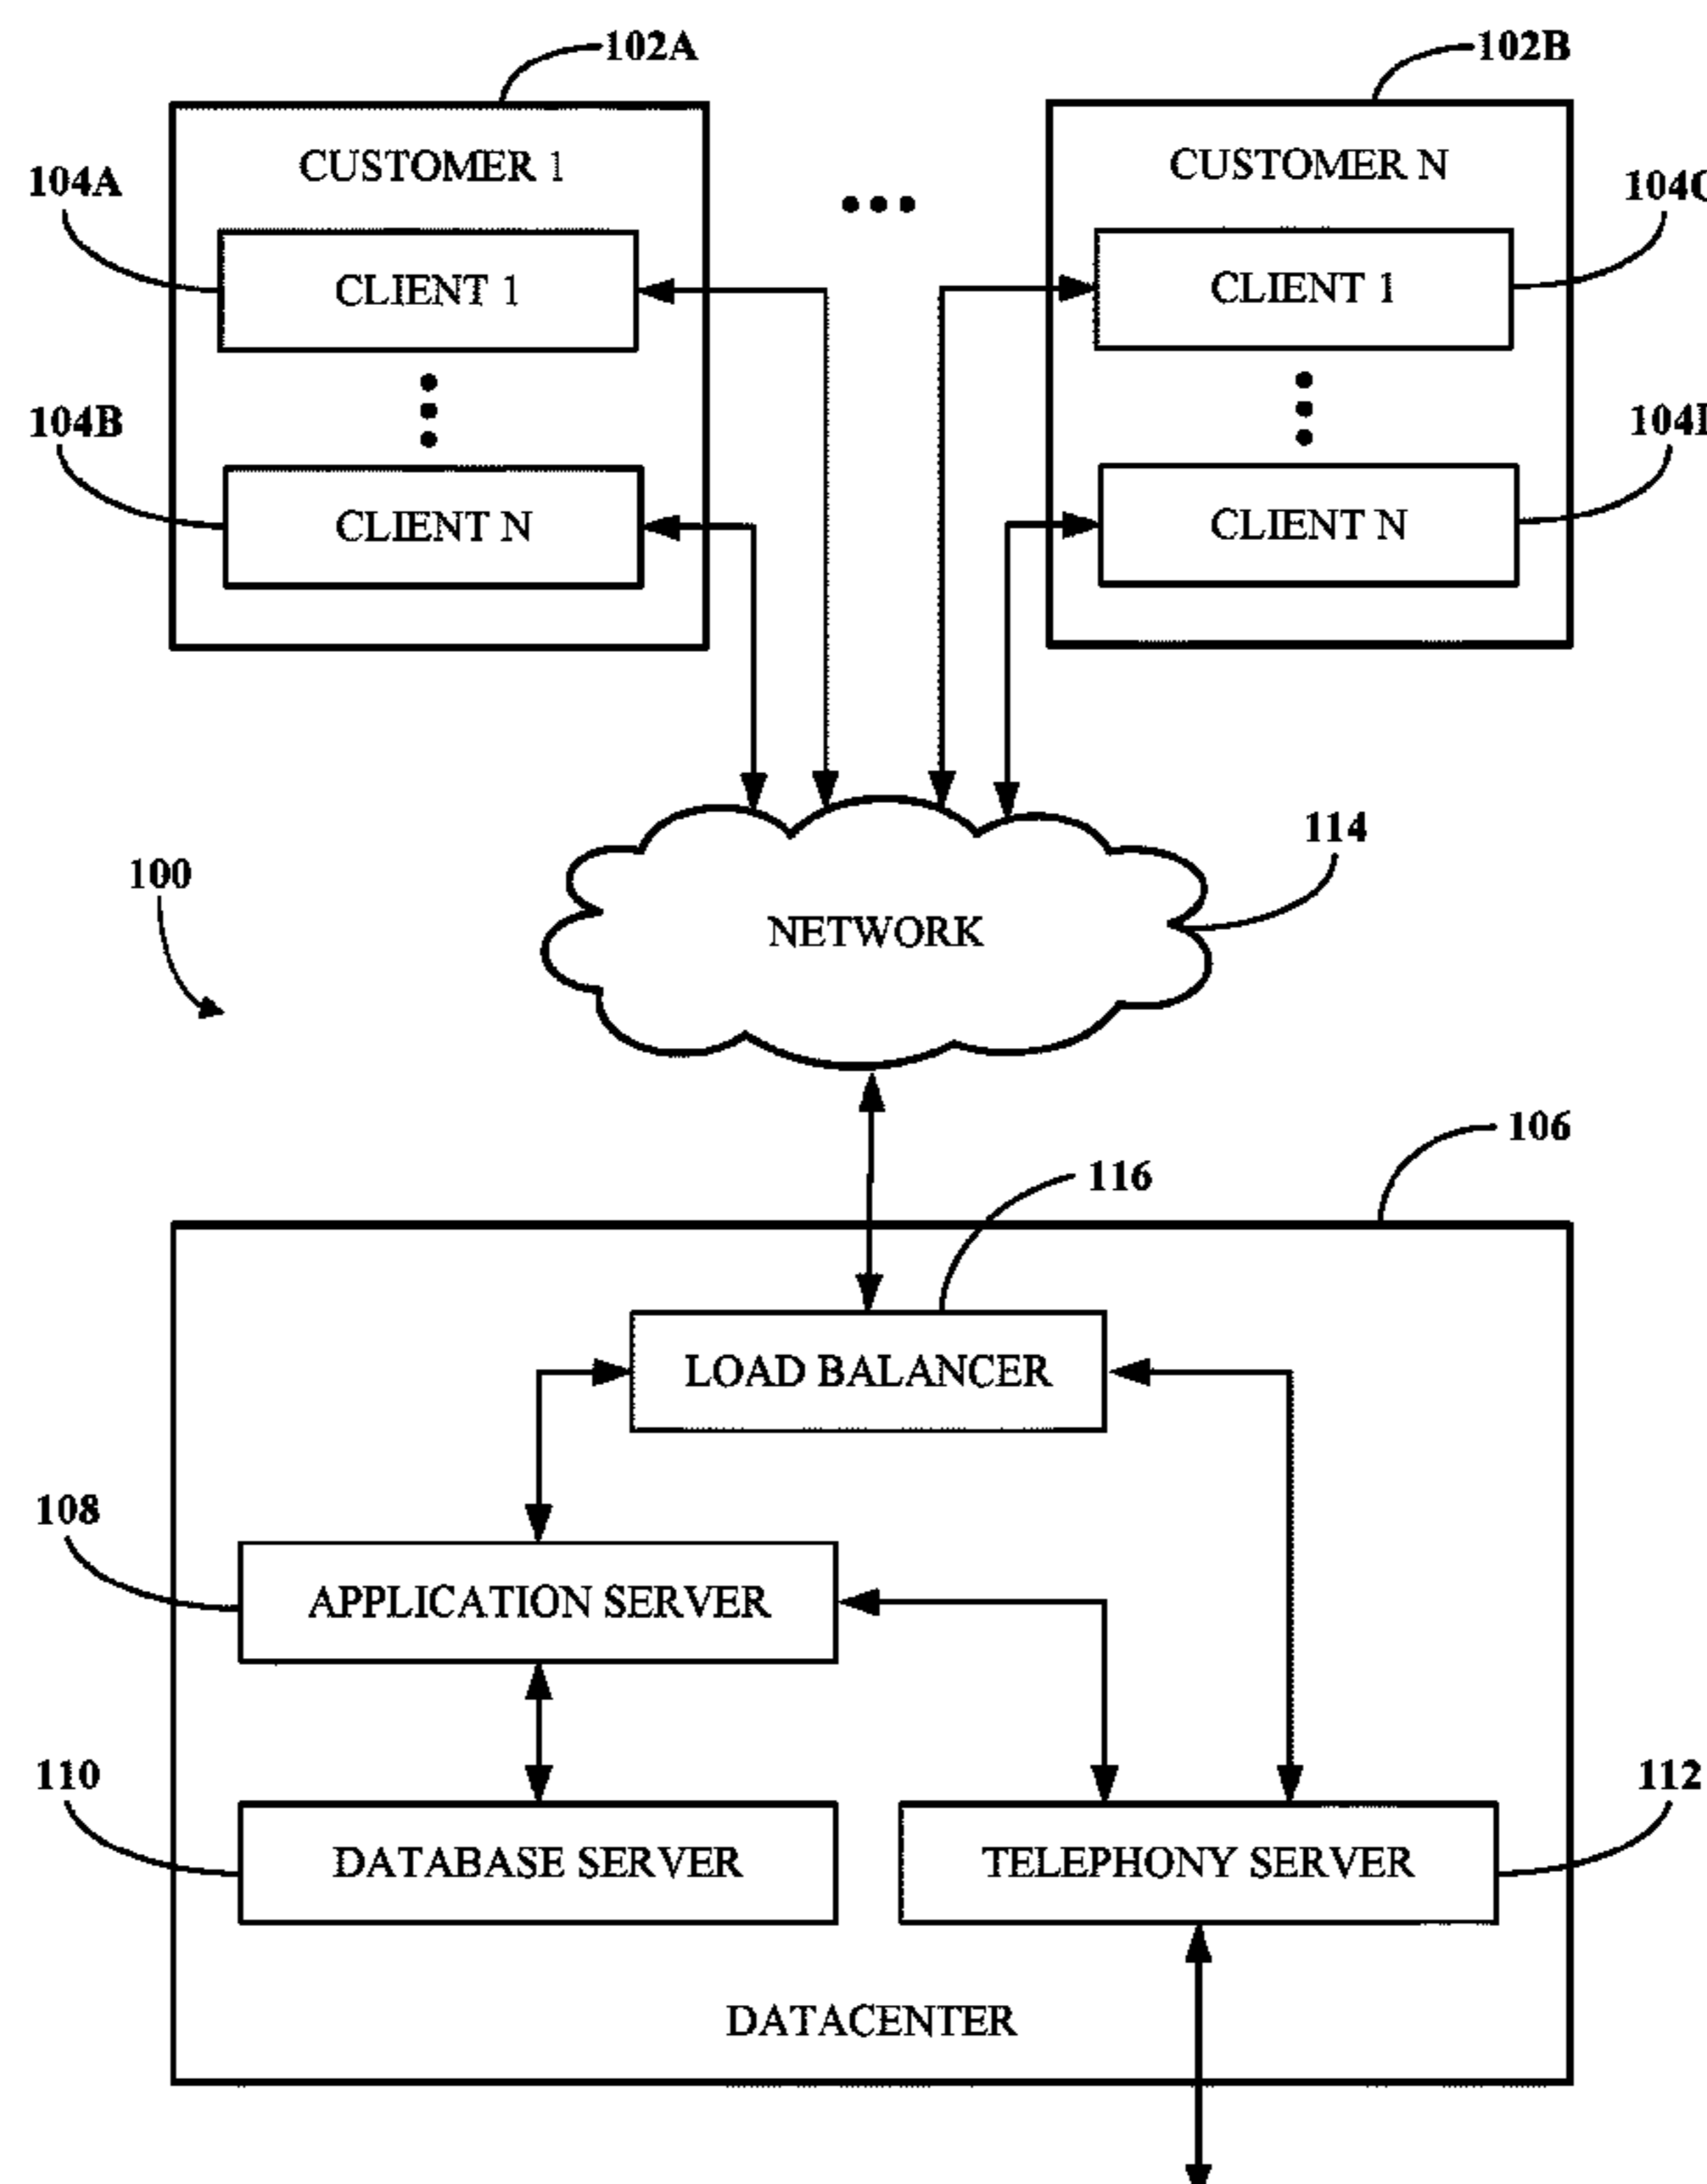 102A
102B
CUSTOMER 1
CUSTOMER N
104A
CLIENT 1
CLIENT 1
104B
CLIENT N
CLIENT N
114
100
NETWORK
106
116
LOAD BALANCER
108
APPLICATION SERVER
110
112
DATABASE SERVER
TELEPHONY SERVER
DATACENTER